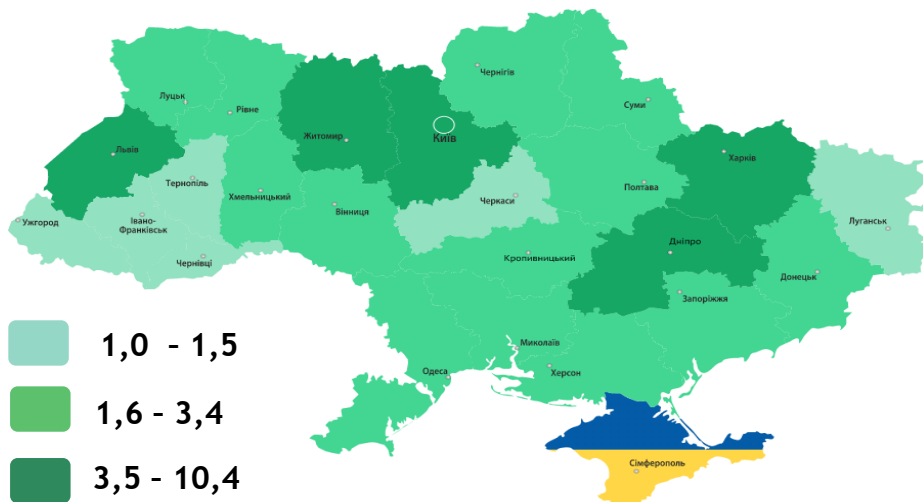 Чернігів
Луцьк
Суми
Рівне
Київ
Житомир
Львів
Харків
Тернопіль
Полтава
Хмельницький
Черкаси
Вінниця
Ужгород
Івано-
Франківськ
Луганськ
Дніпро
Чернівці
Кропивницький
Донецьк
Запоріжжя
Миколаїв
Одеса
Херсон
Сімферополь
1,0 - 1,5
1,6 - 3,4
3,5 - 10,4